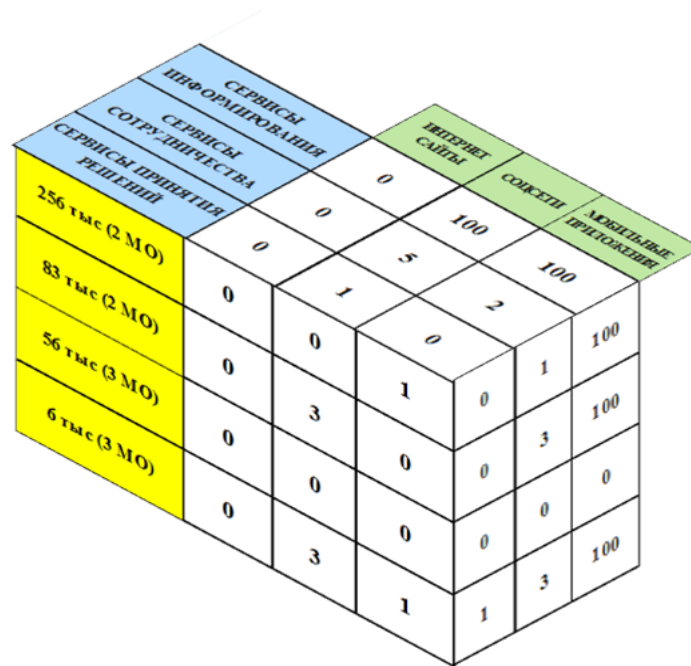 СЕРВИСЫ
ИНФОРМИРОВАНИЯ
СЕРВИСЫ
СОТРУДНИЧЕСТВА
СЕРВИСЫ ПРИНЯТИЯ
РЕШЕНИЙ
ИНТЕРНЕТ
САЙТЫ
СОЦСЕТИ
МОБИЛЬНЫЕ
ПРИЛОЖЕНИЯ
0 100 100
0 5 2
0 1 0
256 тыс (2 МО) 0 0 1 0 1 100
83 тыс (2 МО) 0 3 0 0 3 100
56 тыс (3 МО) 0 0 0 0 0 0
6 тыс (3 МО) 0 3 1 1 3 100